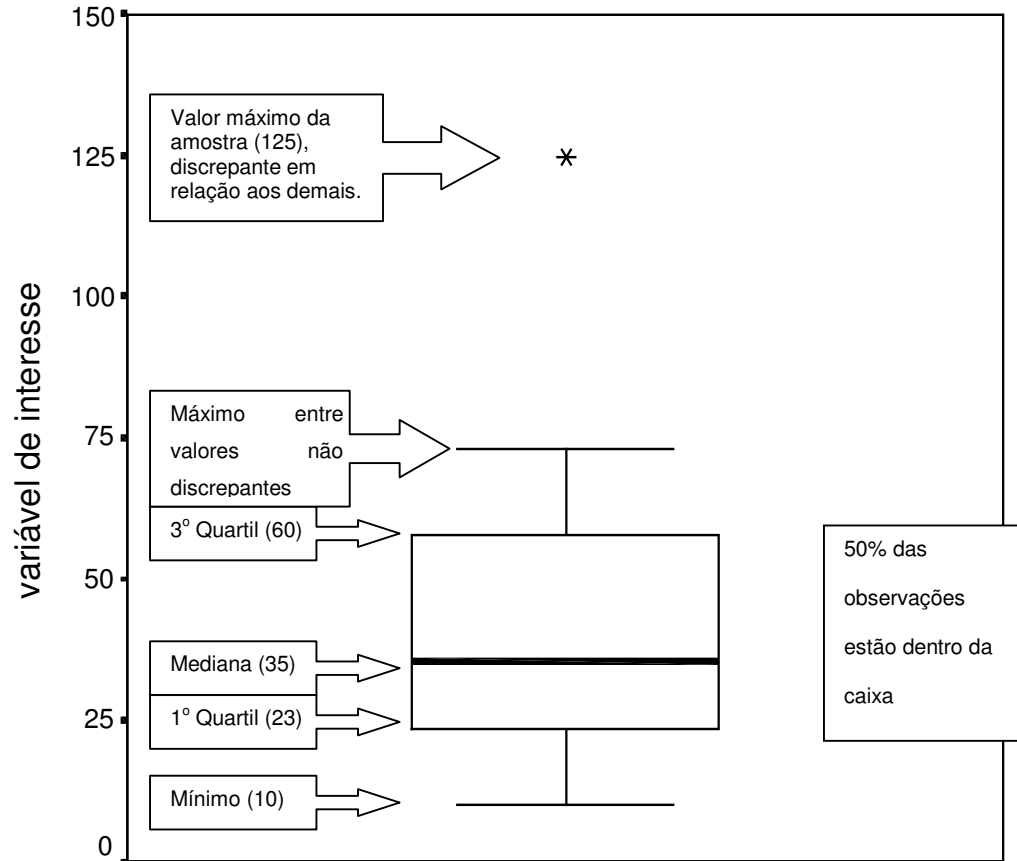 150
Valor máximo da
amostra (125),
discrepante em
relação aos demais.
125
100
variável de interesse
Máximo entre
valores não
discrepantes
75
3º Quartil (60)
50
50% das
observações
estão dentro da
caixa
Mediana (35)
1º Quartil (23)
25
Mínimo (10)
0